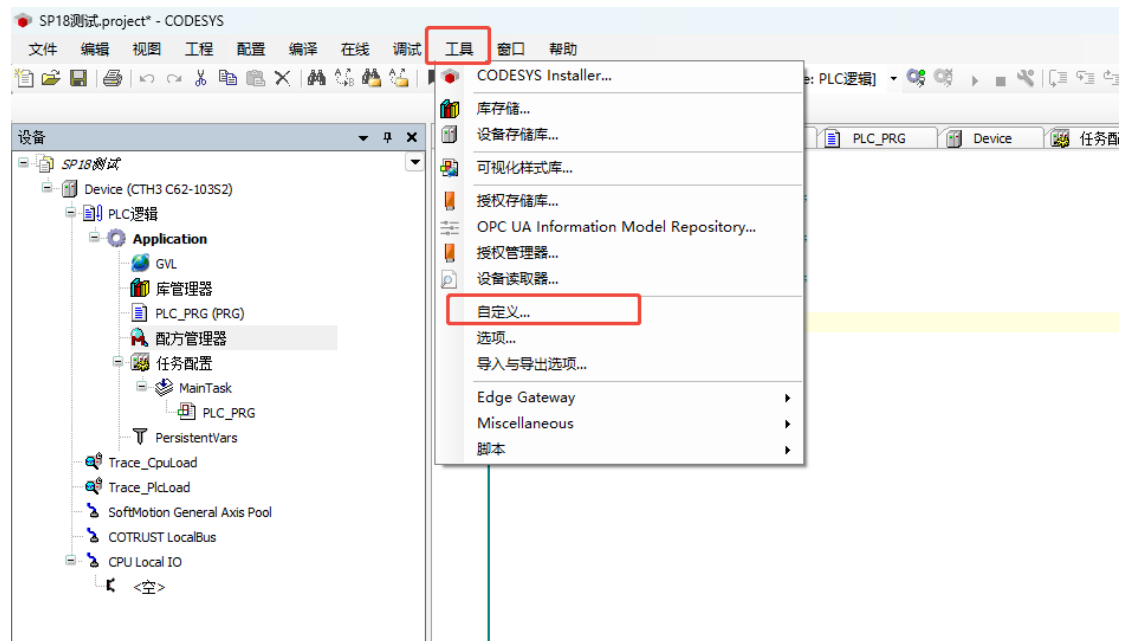 SP18测试.project* - CODESYS
文件 编辑 视图 工程 配置 编译 在线 调试 工具 窗口 帮助
CODESYS Installer...
e: PLC逻辑]
库存储...
设备
设备存储库...
PLC_PRG
Device
任务配
SP18测试
可视化样式库...
Device (CTH3 C62-103S2)
授权存储库...
PLC逻辑
OPC UA Information Model Repository...
Application
授权管理器...
GVL
设备读取器...
库管理器
自定义...
PLC_PRG (PRG)
选项...
配方管理器
导入与导出选项...
任务配置
MainTask
Edge Gateway
PLC_PRG
Miscellaneous
PersistentVars
脚本
Trace_CpuLoad
Trace_PlcLoad
SoftMotion General Axis Pool
COTRUST LocalBus
CPU Local IO
<空>